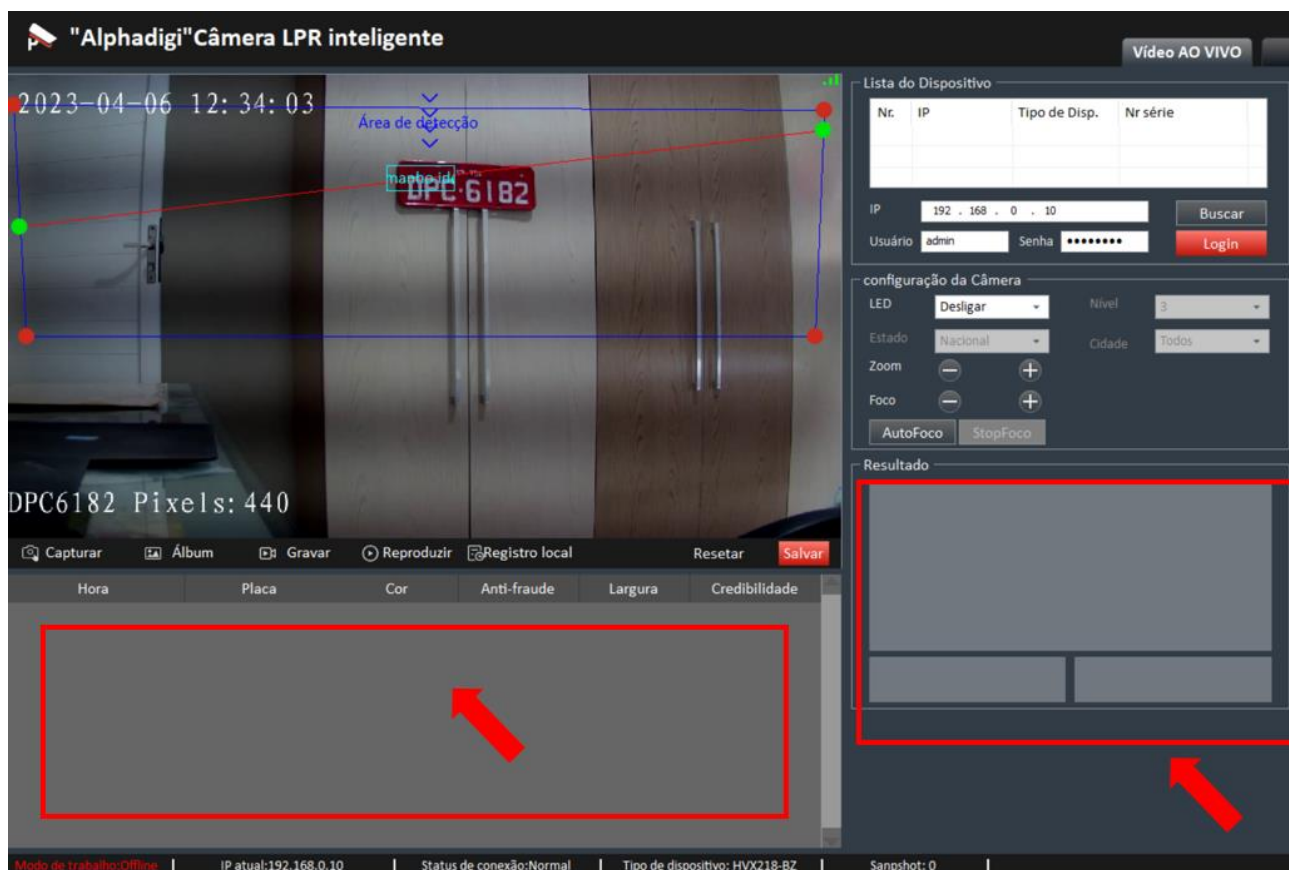 "Alphadigi"Câmera LPR inteligente
Vídeo AO VIVO
2023-04-06 12:34:03
Área de detecção
DPC-6182
DPC6182 Pixels:440
Capturar Álbum Gravar Reproduzir Registro local Resetar Salvar
Hora Placa Cor Anti-fraude Largura Credibilidade
Lista do Dispositivo
Nr. IP Tipo de Disp. Nr série
IP 192 . 168 . 0 . 10 Buscar
Usuário admin Senha •••••••• Login
configuração da Câmera
LED Desligar Nível 3
Estado Nacional Cidade Todos
Zoom
Foco
AutoFoco StopFoco
Resultado
Modo de trabalho:Offline IP atual:192.168.0.10 Status de conexão:Normal Tipo de dispositivo: HVX218-BZ Sanpshot: 0